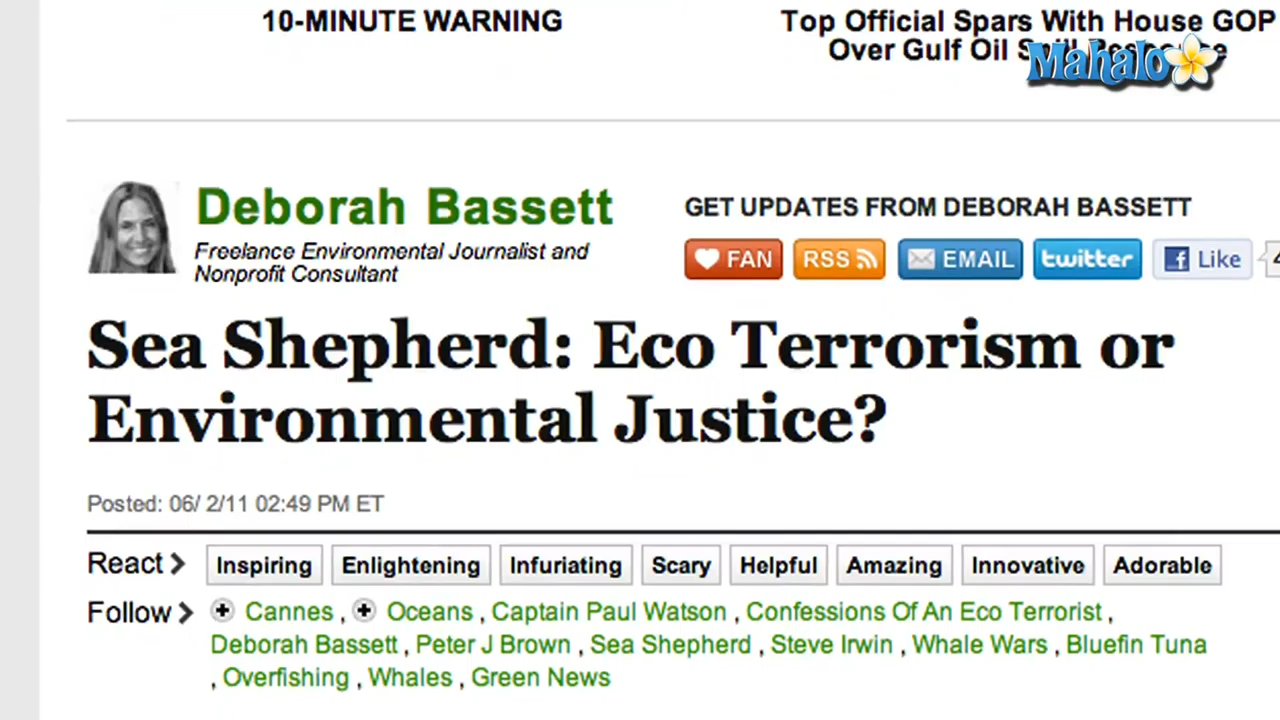 10-MINUTE WARNING
Top Official Spars With House GOP
Over Gulf Oil Spill Response
Mahalo
Deborah Bassett
Freelance Environmental Journalist and
Nonprofit Consultant
GET UPDATES FROM DEBORAH BASSETT
FAN RSS EMAIL twitter Like 4
Sea Shepherd: Eco Terrorism or
Environmental Justice?
Posted: 06/ 2/11 02:49 PM ET
React Inspiring Enlightening Infuriating Scary Helpful Amazing Innovative Adorable
Follow Cannes , Oceans , Captain Paul Watson , Confessions Of An Eco Terrorist ,
Deborah Bassett , Peter J Brown , Sea Shepherd , Steve Irwin , Whale Wars , Bluefin Tuna
, Overfishing , Whales , Green News